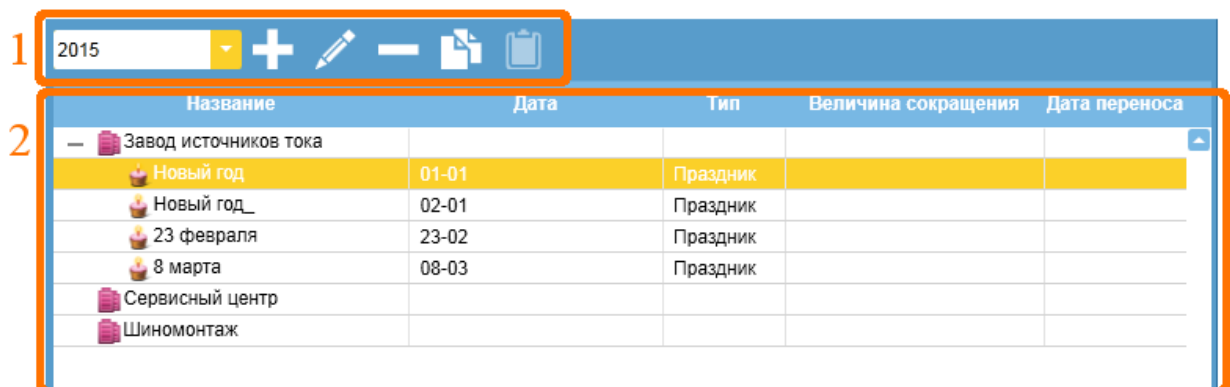 1
2015
2
Название Дата Тип Величина сокращения Дата переноса
Завод источников тока
Новый год 01-01 Праздник
Новый год_ 02-01 Праздник
23 февраля 23-02 Праздник
8 марта 08-03 Праздник
Сервисный центр
Шиномонтаж